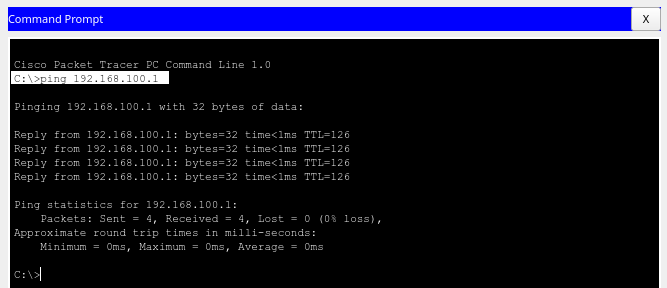 Command Prompt
X
Cisco Packet Tracer PC Command Line 1.0
C:\>ping 192.168.100.1
Pinging 192.168.100.1 with 32 bytes of data:
Reply from 192.168.100.1: bytes=32 time<1ms TTL=126
Reply from 192.168.100.1: bytes=32 time<1ms TTL=126
Reply from 192.168.100.1: bytes=32 time<1ms TTL=126
Reply from 192.168.100.1: bytes=32 time<1ms TTL=126
Ping statistics for 192.168.100.1:
    Packets: Sent = 4, Received = 4, Lost = 0 (0% loss),
Approximate round trip times in milli-seconds:
    Minimum = 0ms, Maximum = 0ms, Average = 0ms
C:\>